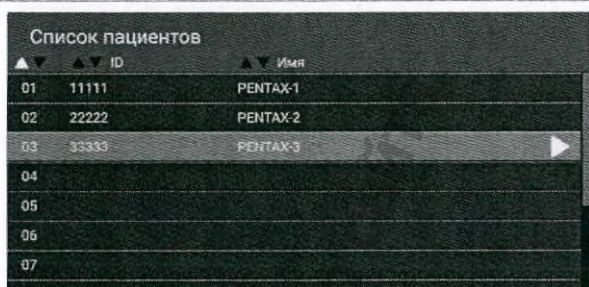 Список пациентов
▲▼ ▲▼ ID ▲▼ Имя
01 11111 PENTAX-1
02 22222 PENTAX-2
03 33333 PENTAX-3
04
05
06
07